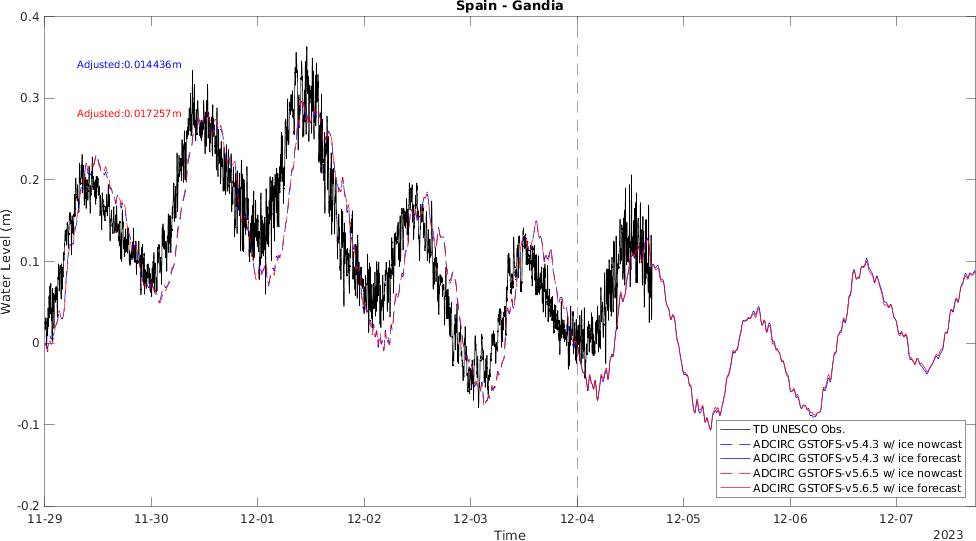 Spain - Gandia
Adjusted:0.014436m
Adjusted:0.017257m
0.4
0.3
0.2
0.1
0
-0.1
-0.2
Water Level (m)
11-29
11-30
12-01
12-02
12-03
12-04
12-05
12-06
12-07
Time
2023
TD UNESCO Obs.
ADCIRC GSTOFS-v5.4.3 w/ ice nowcast
ADCIRC GSTOFS-v5.4.3 w/ ice forecast
ADCIRC GSTOFS-v5.6.5 w/ ice nowcast
ADCIRC GSTOFS-v5.6.5 w/ ice forecast